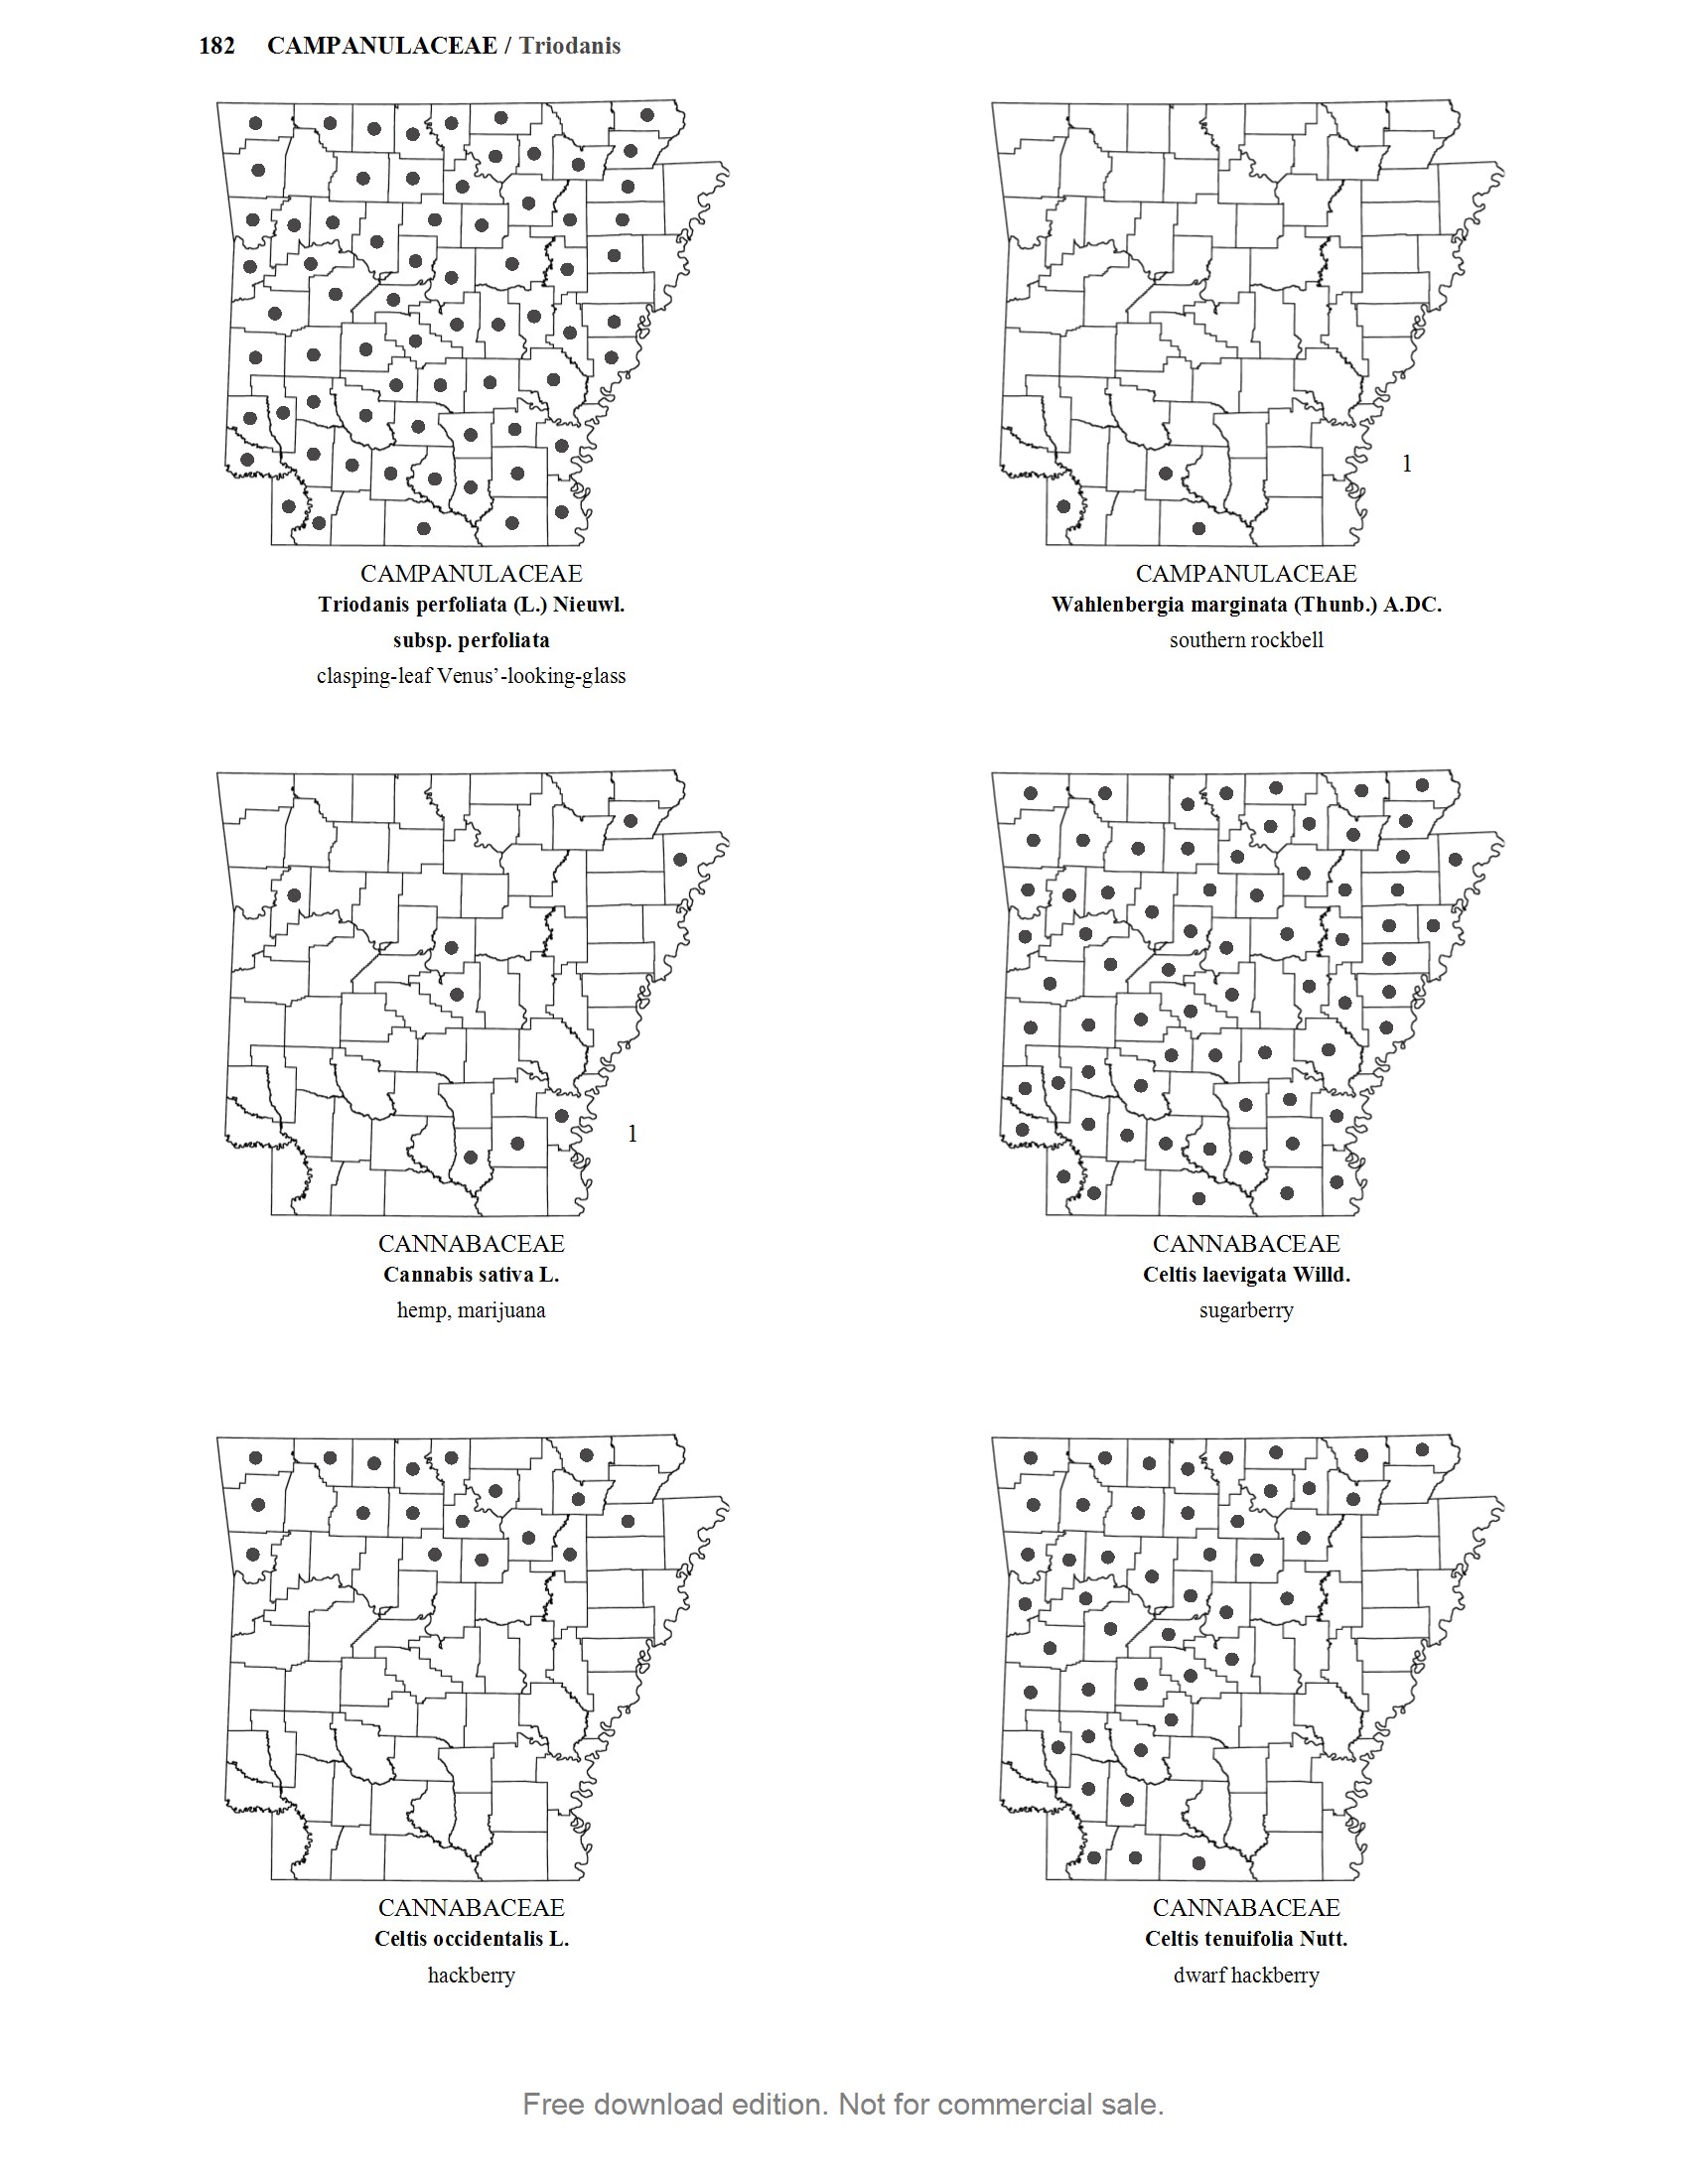 182 CAMPANULACEAE / Triodanis
1
CAMPANULACEAE
Triodanis perfoliata (L.) Nieuwl.
subsp. perfoliata
clasping-leaf Venus’-looking-glass
CAMPANULACEAE
Wahlenbergia marginata (Thunb.) A.DC.
southern rockbell
1
CANNABACEAE
Cannabis sativa L.
hemp, marijuana
CANNABACEAE
Celtis laevigata Willd.
sugarberry
CANNABACEAE
Celtis occidentalis L.
hackberry
CANNABACEAE
Celtis tenuifolia Nutt.
dwarf hackberry
Free download edition. Not for commercial sale.